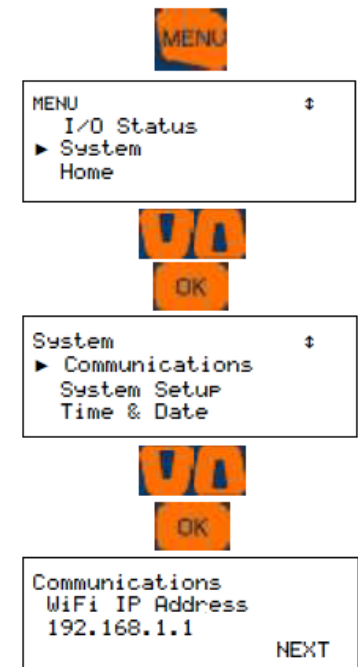 MENU
MENU ↕
I/O Status
► System
Home
OK
System ↕
► Communications
System Setup
Time & Date
OK
Communications
WiFi IP Address
192.168.1.1
NEXT